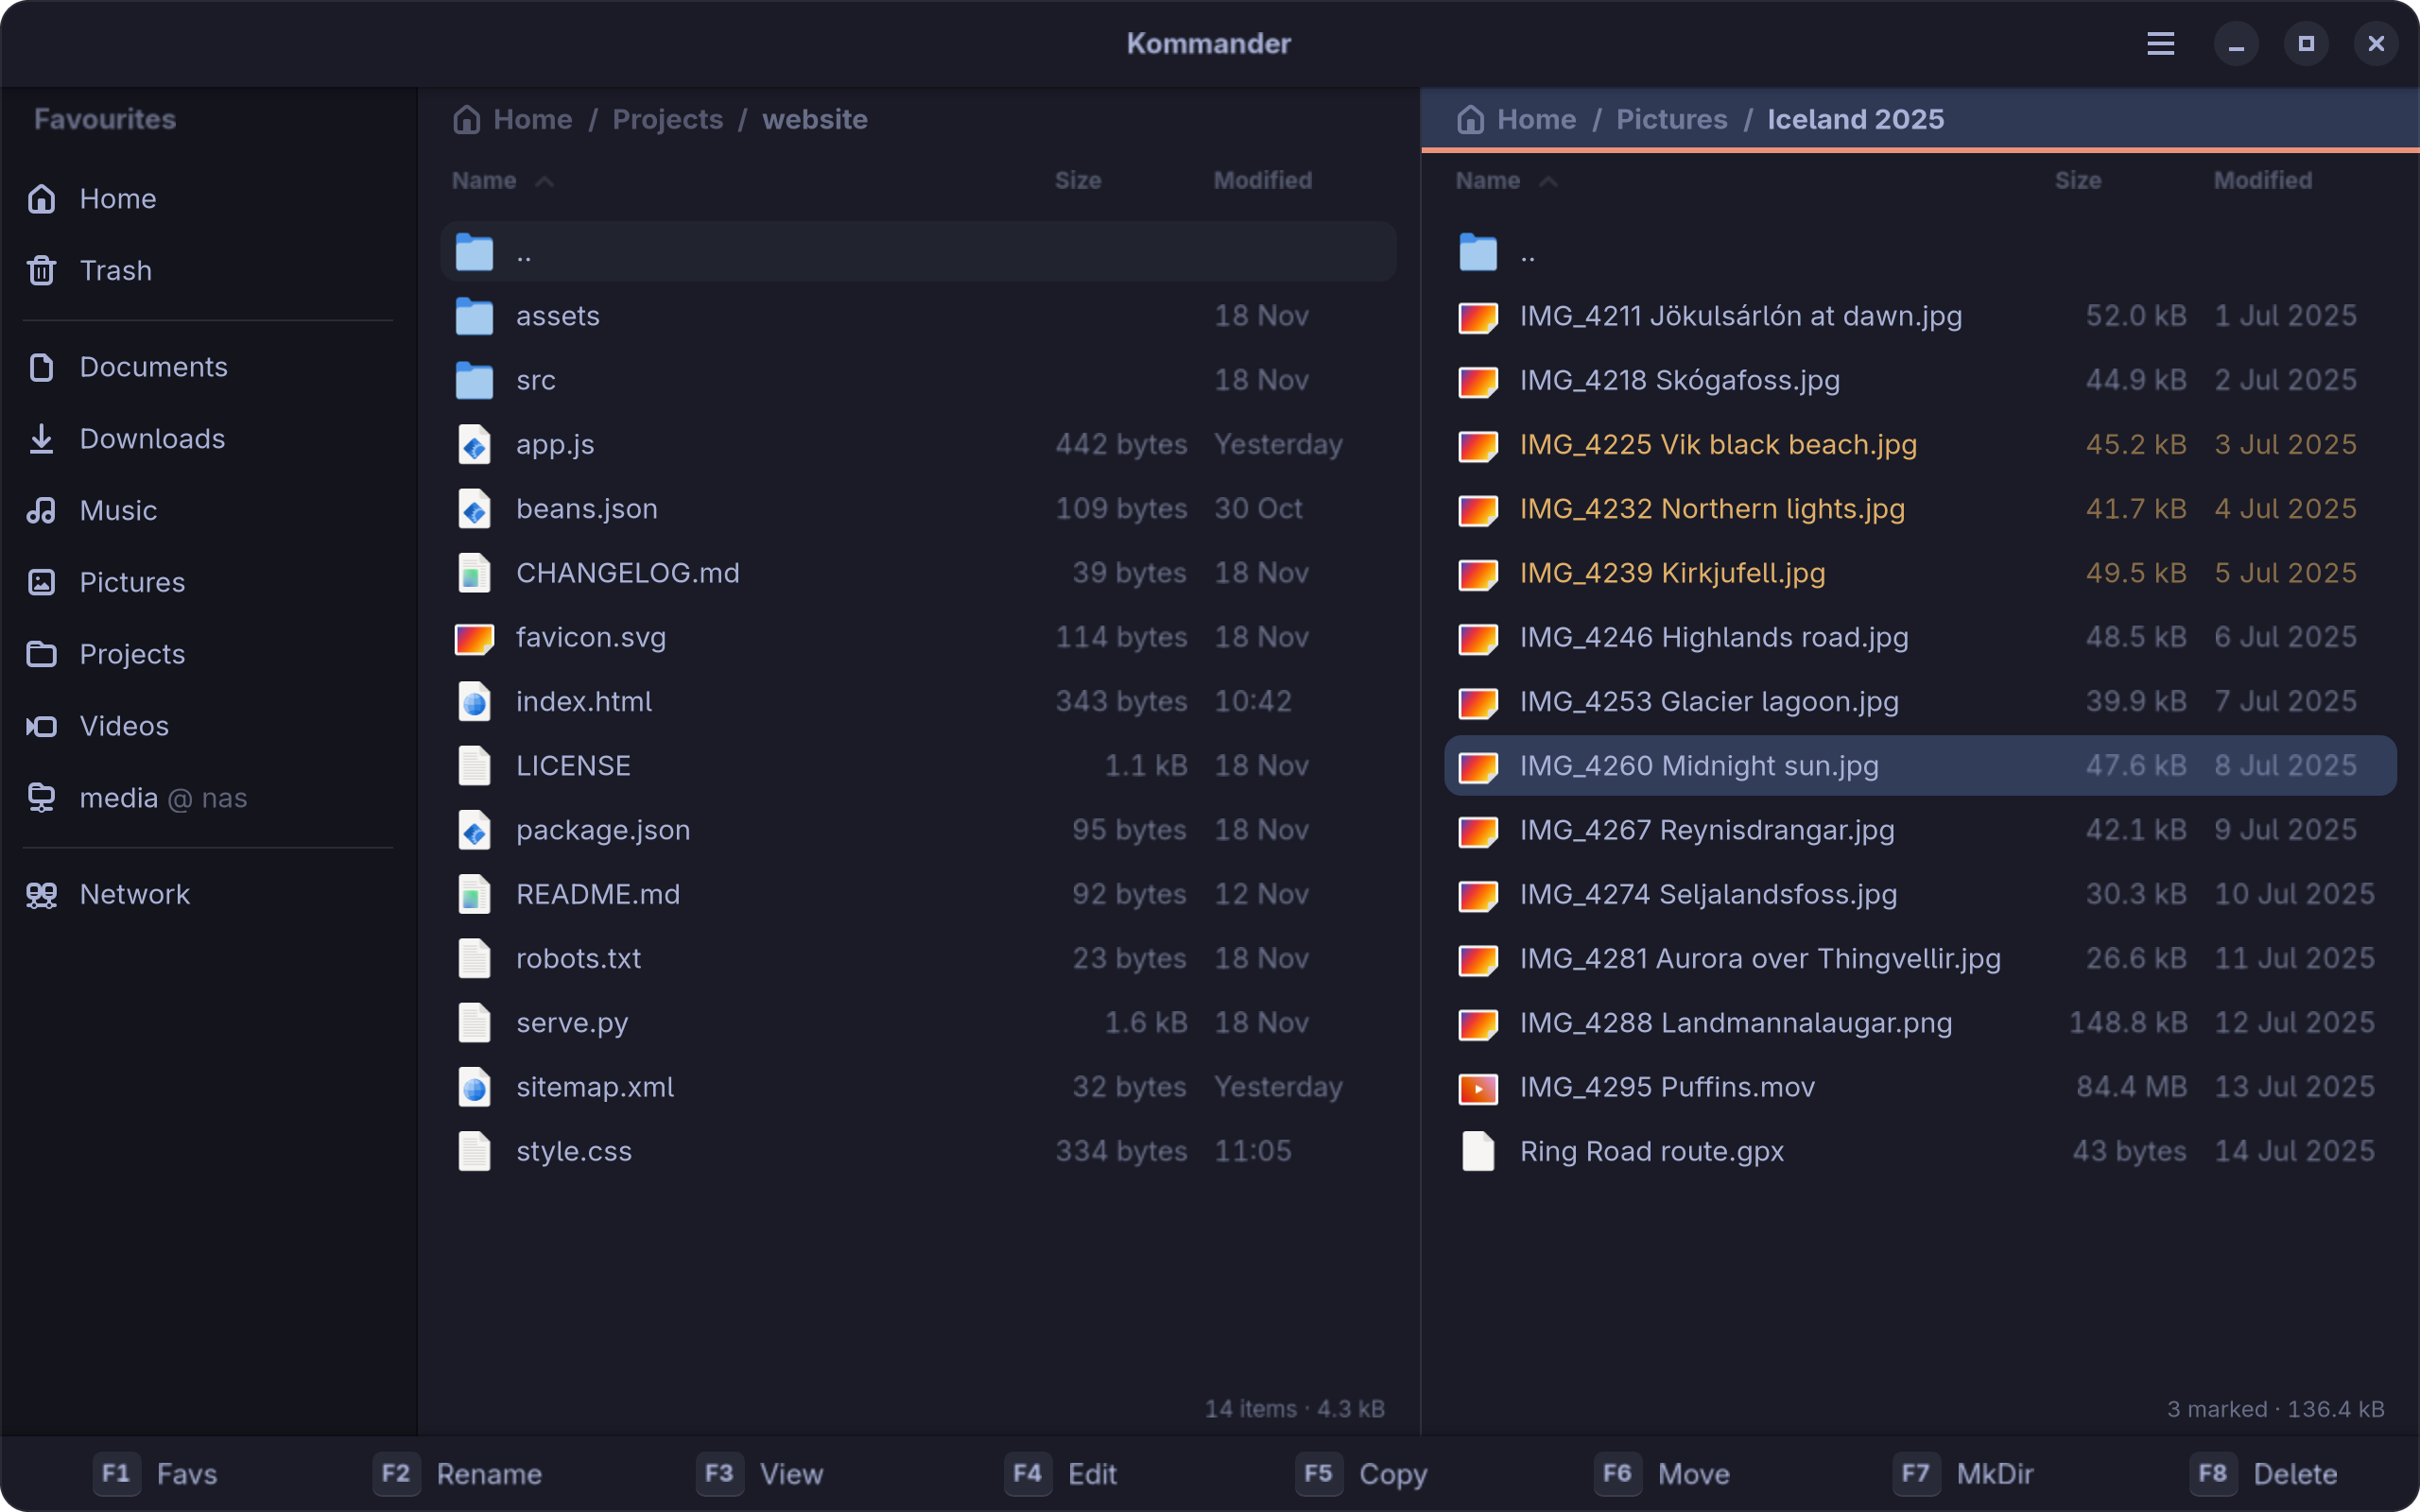 Kommander
Favourites
Home
Trash
Documents
Downloads
Music
Pictures
Projects
Videos
media @ nas
Network
Home / Projects / website
Name Size Modified
..
assets 18 Nov
src 18 Nov
app.js 442 bytes Yesterday
beans.json 109 bytes 30 Oct
CHANGELOG.md 39 bytes 18 Nov
favicon.svg 114 bytes 18 Nov
index.html 343 bytes 10:42
LICENSE 1.1 kB 18 Nov
package.json 95 bytes 18 Nov
README.md 92 bytes 12 Nov
robots.txt 23 bytes 18 Nov
serve.py 1.6 kB 18 Nov
sitemap.xml 32 bytes Yesterday
style.css 334 bytes 11:05
14 items · 4.3 kB
Home / Pictures / Iceland 2025
Name Size Modified
..
IMG_4211 Jökulsárlón at dawn.jpg 52.0 kB 1 Jul 2025
IMG_4218 Skógafoss.jpg 44.9 kB 2 Jul 2025
IMG_4225 Vik black beach.jpg 45.2 kB 3 Jul 2025
IMG_4232 Northern lights.jpg 41.7 kB 4 Jul 2025
IMG_4239 Kirkjufell.jpg 49.5 kB 5 Jul 2025
IMG_4246 Highlands road.jpg 48.5 kB 6 Jul 2025
IMG_4253 Glacier lagoon.jpg 39.9 kB 7 Jul 2025
IMG_4260 Midnight sun.jpg 47.6 kB 8 Jul 2025
IMG_4267 Reynisdrangar.jpg 42.1 kB 9 Jul 2025
IMG_4274 Seljalandsfoss.jpg 30.3 kB 10 Jul 2025
IMG_4281 Aurora over Thingvellir.jpg 26.6 kB 11 Jul 2025
IMG_4288 Landmannalaugar.png 148.8 kB 12 Jul 2025
IMG_4295 Puffins.mov 84.4 MB 13 Jul 2025
Ring Road route.gpx 43 bytes 14 Jul 2025
3 marked · 136.4 kB
F1 Favs F2 Rename F3 View F4 Edit F5 Copy F6 Move F7 MkDir F8 Delete